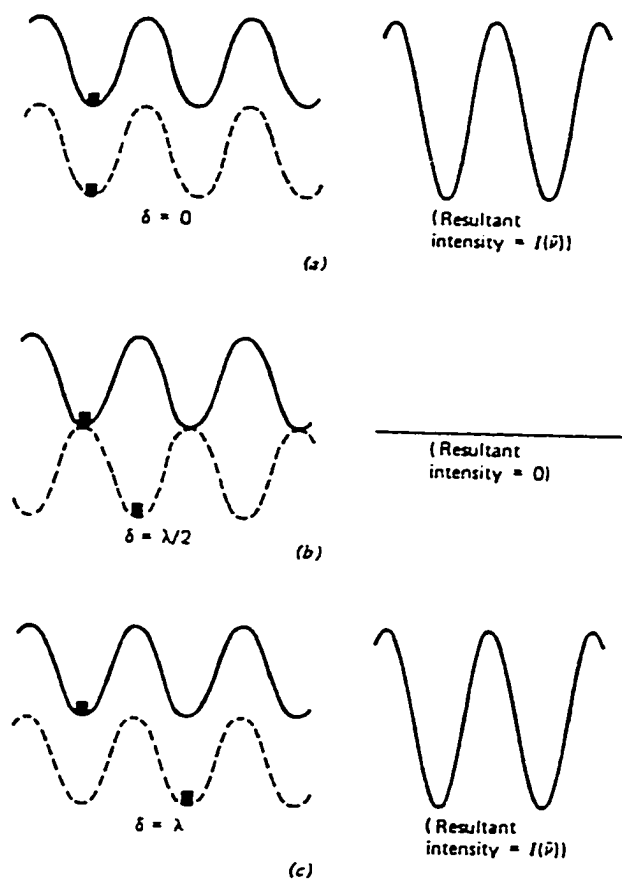 δ = 0
(Resultant
intensity = I(ν̄))
(a)
(Resultant
intensity = 0)
δ = λ/2
(b)
δ = λ
(Resultant
intensity = I(ν̄))
(c)